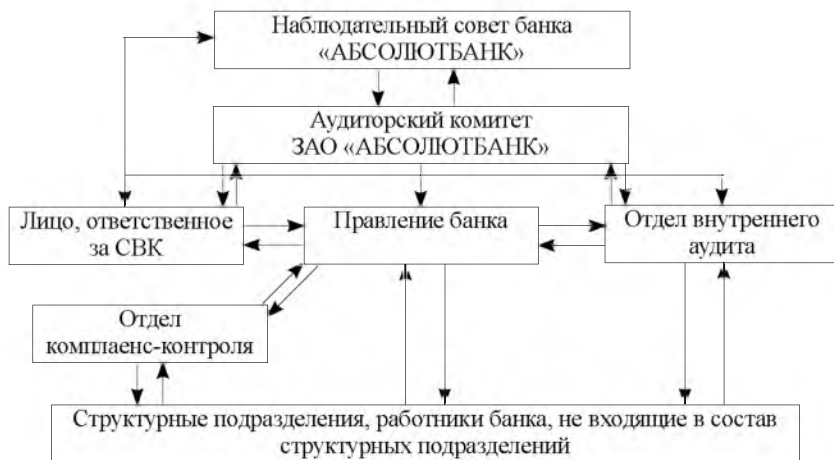 Наблюдательный совет банка
«АБСОЛЮТБАНК»
Аудиторский комитет
ЗАО «АБСОЛЮТБАНК»
Лицо, ответственное
за СВК
Правление банка
Отдел внутреннего
аудита
Отдел
комплаенс-контроля
Структурные подразделения, работники банка, не входящие в состав
структурных подразделений